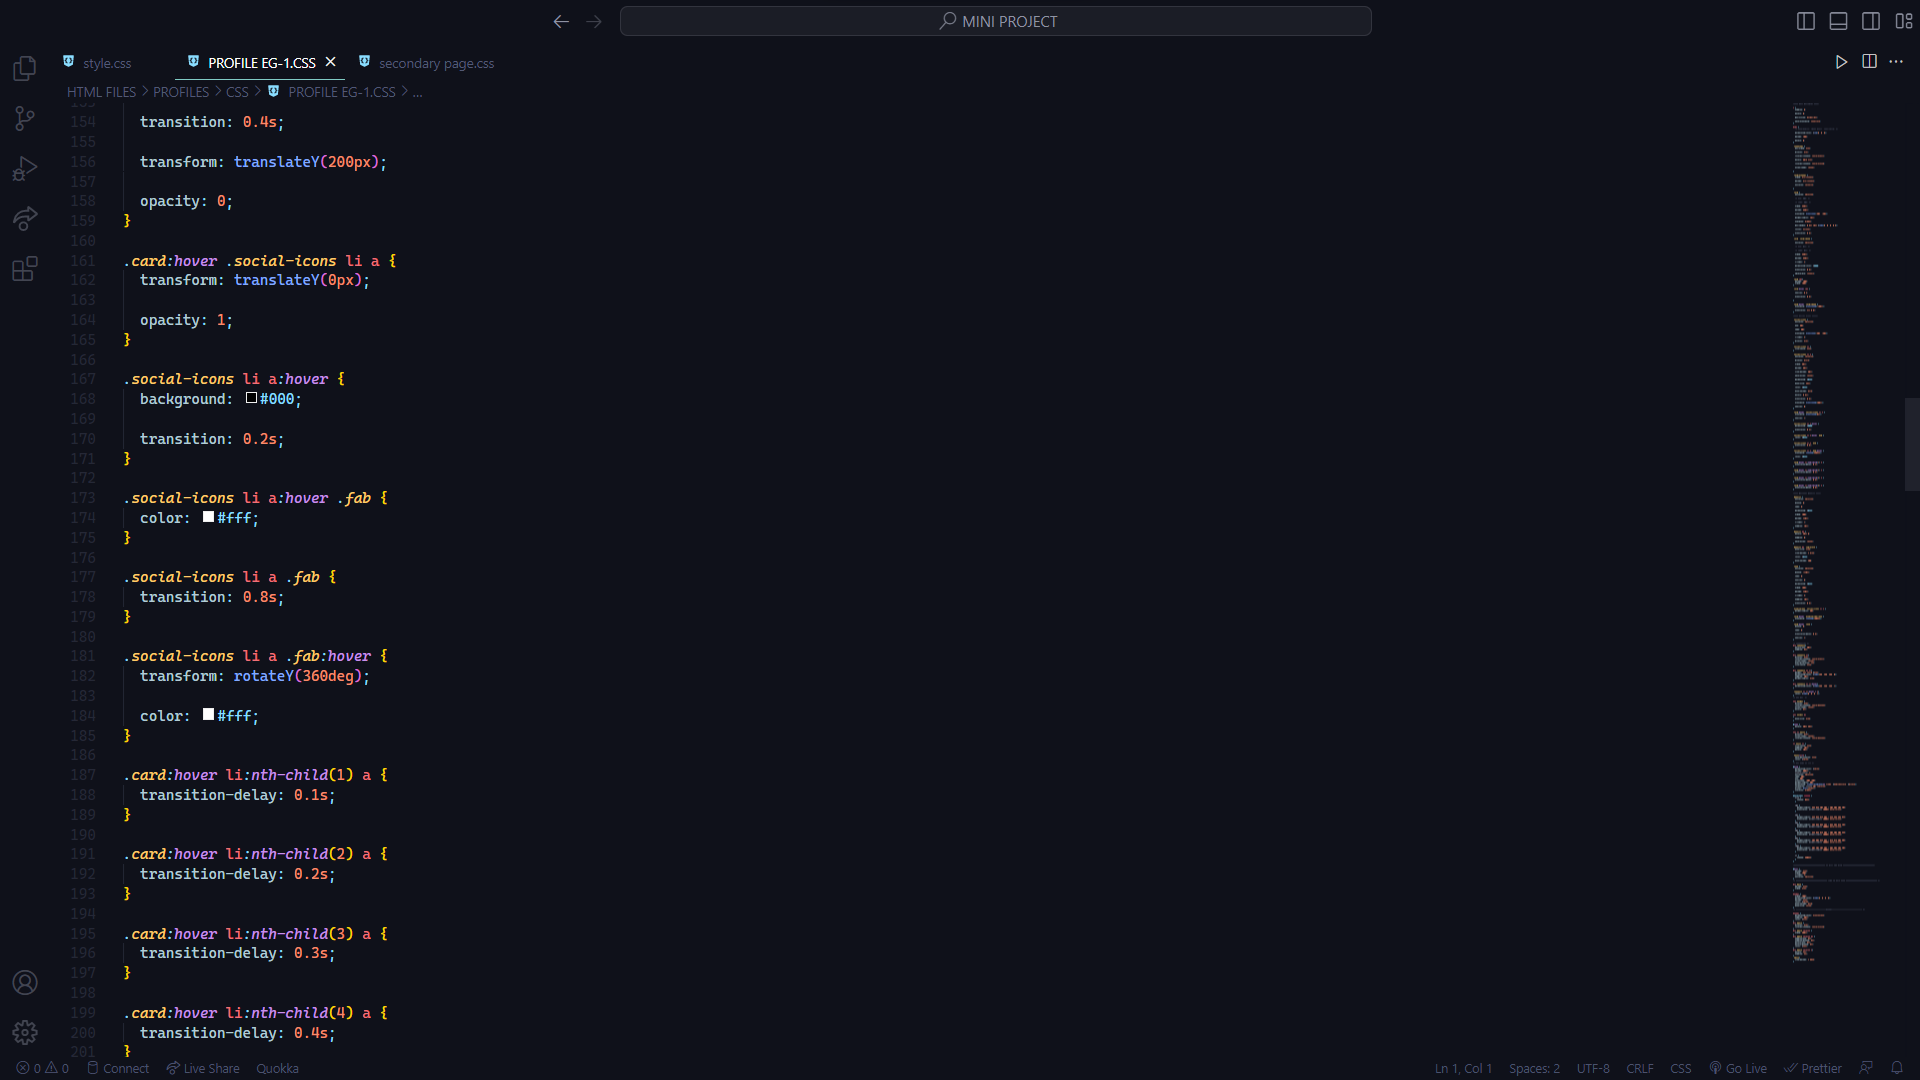 MINI PROJECT
style.css
PROFILE EG-1.CSS
secondary page.css
HTML FILES > PROFILES > CSS > PROFILE EG-1.CSS > ...
154 transition: 0.4s;
155
156 transform: translateY(200px);
157
158 opacity: 0;
159 }
160
161 .card:hover .social-icons li a {
162 transform: translateY(0px);
163
164 opacity: 1;
165 }
166
167 .social-icons li a:hover {
168 background: #000;
169
170 transition: 0.2s;
171 }
172
173 .social-icons li a:hover .fab {
174 color: #fff;
175 }
176
177 .social-icons li a .fab {
178 transition: 0.8s;
179 }
180
181 .social-icons li a .fab:hover {
182 transform: rotateY(360deg);
183
184 color: #fff;
185 }
186
187 .card:hover li:nth-child(1) a {
188 transition-delay: 0.1s;
189 }
190
191 .card:hover li:nth-child(2) a {
192 transition-delay: 0.2s;
193 }
194
195 .card:hover li:nth-child(3) a {
196 transition-delay: 0.3s;
197 }
198
199 .card:hover li:nth-child(4) a {
200 transition-delay: 0.4s;
201 }
0 0 Connect Live Share Quokka Ln 1, Col 1 Spaces: 2 UTF-8 CRLF CSS Go Live Prettier